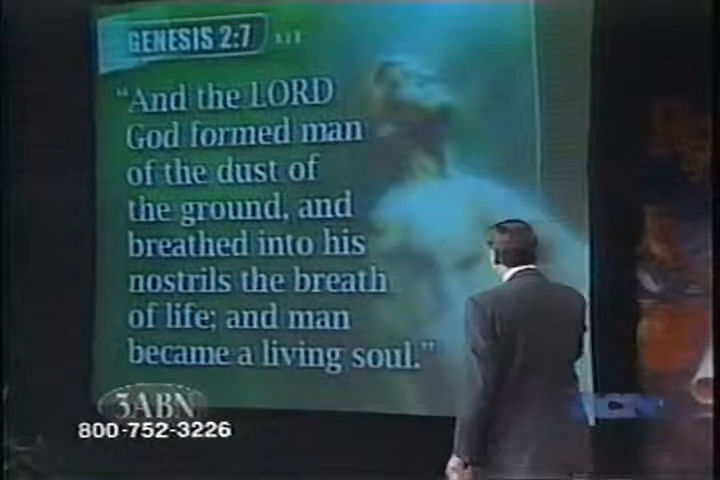 GENESIS 2:7
“And the LORD
God formed man
of the dust of
the ground, and
breathed into his
nostrils the breath
of life; and man
became a living soul.”
3ABN
800-752-3226